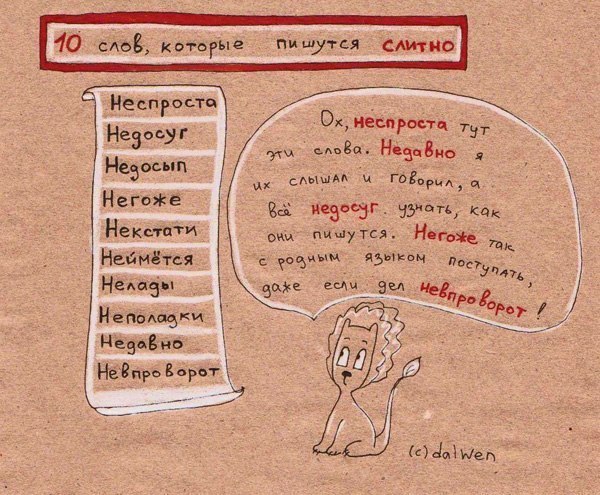 10 слов, которые пишутся слитно
Неспроста
Недосуг
Недосып
Негоже
Некстати
Неймётся
Нелады
Неполадки
Недавно
Невпроворот
Ох, неспроста тут
эти слова. Недавно я
их слышал и говорил, а
всё недосуг узнать, как
они пишутся. Негоже так
с родным языком поступать,
даже если дел невпроворот!
(c) dalwen